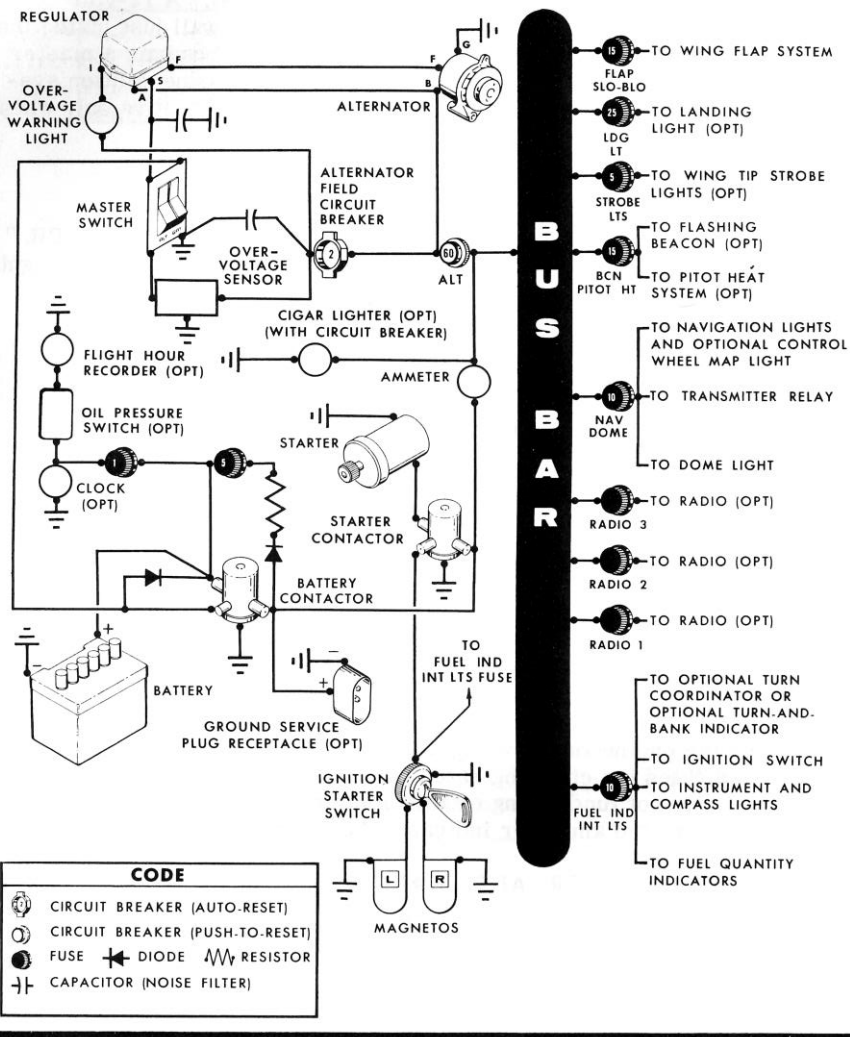 REGULATOR
I
F
S
A
OVER-
VOLTAGE
WARNING
LIGHT
F
B
G
ALTERNATOR
MASTER
SWITCH
ALTERNATOR
FIELD
CIRCUIT
BREAKER
2
OVER-
VOLTAGE
SENSOR
60
ALT
CIGAR LIGHTER (OPT)
(WITH CIRCUIT BREAKER)
FLIGHT HOUR
RECORDER (OPT)
AMMETER
OIL PRESSURE
SWITCH (OPT)
STARTER
CLOCK
(OPT)
STARTER
CONTACTOR
BATTERY
CONTACTOR
+
-
BATTERY
-
+
GROUND SERVICE
PLUG RECEPTACLE (OPT)
TO
FUEL IND
INT LTS FUSE
IGNITION
STARTER
SWITCH
L
R
MAGNETOS
BUS BAR
15
FLAP
SLO-BLO
TO WING FLAP SYSTEM
25
LDG
LT
TO LANDING
LIGHT (OPT)
5
STROBE
LTS
TO WING TIP STROBE
LIGHTS (OPT)
15
BCN
PITOT HT
TO FLASHING
BEACON (OPT)
TO PITOT HEAT
SYSTEM (OPT)
10
NAV
DOME
TO NAVIGATION LIGHTS
AND OPTIONAL CONTROL
WHEEL MAP LIGHT
TO TRANSMITTER RELAY
TO DOME LIGHT
RADIO 3
TO RADIO (OPT)
RADIO 2
TO RADIO (OPT)
RADIO 1
TO RADIO (OPT)
10
FUEL IND
INT LTS
TO OPTIONAL TURN
COORDINATOR OR
OPTIONAL TURN-AND-
BANK INDICATOR
TO IGNITION SWITCH
TO INSTRUMENT AND
COMPASS LIGHTS
TO FUEL QUANTITY
INDICATORS
CODE
CIRCUIT BREAKER (AUTO-RESET)
CIRCUIT BREAKER (PUSH-TO-RESET)
FUSE DIODE RESISTOR
CAPACITOR (NOISE FILTER)